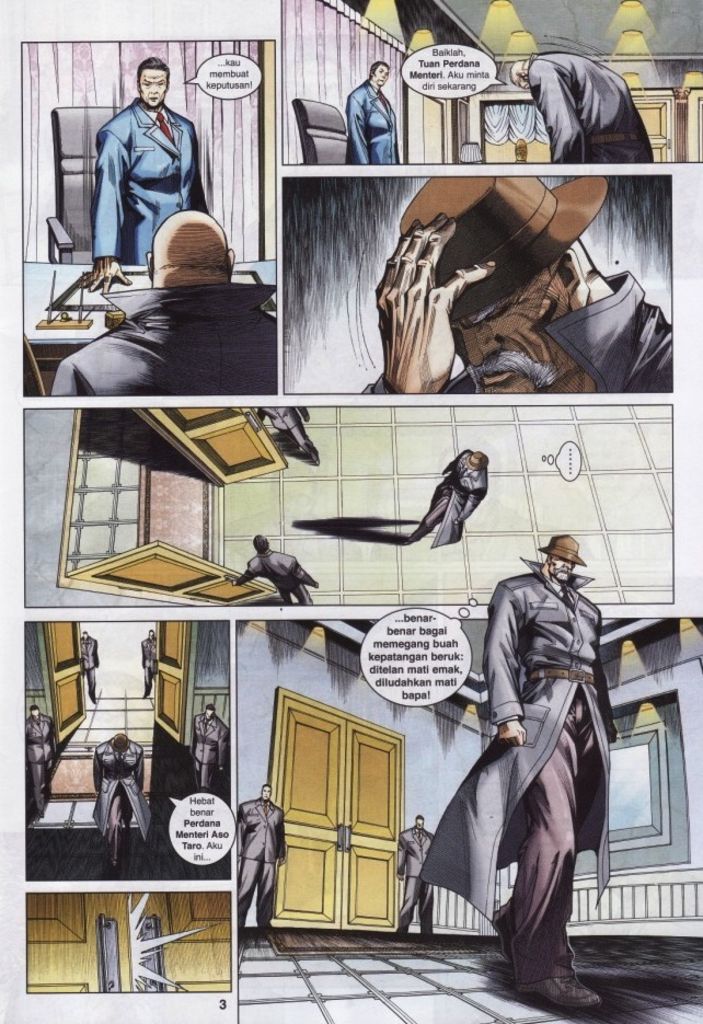 ...kau
membuat
keputusan!
Baiklah,
Tuan Perdana
Menteri. Aku minta
diri sekarang
........
Hebat
benar
Perdana
Menteri Aso
Taro. Aku
ini...
...benar-
benar bagai
memegang buah
kepatangan beruk:
ditelan mati emak,
diludahkan mati
bapa!
3